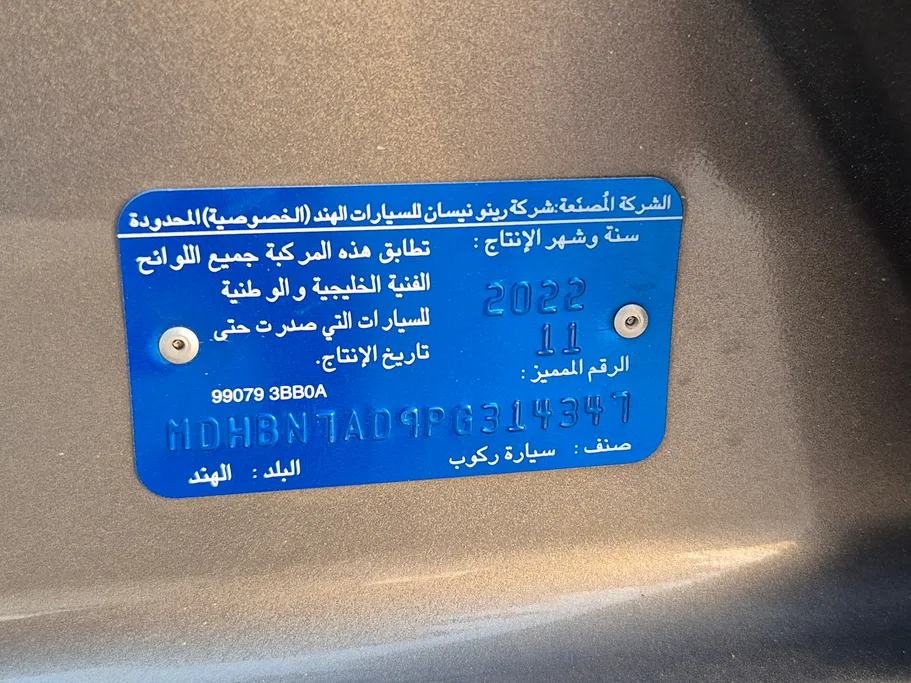 الشركة المُصنّعة:شركة رينو نيسان للسيارات الهند (الخصوصية) المحدودة
سنة وشهر الإنتاج :
2022
11
تطابق هذه المركبة جميع اللوائح
الفنية الخليجية والوطنية
للسيارات التي صدرت حتى
تاريخ الإنتاج.
الرقم المميز :
99079 3BB0A
MDHBN7AD9PG314347
صنف : سيارة ركوب
البلد : الهند